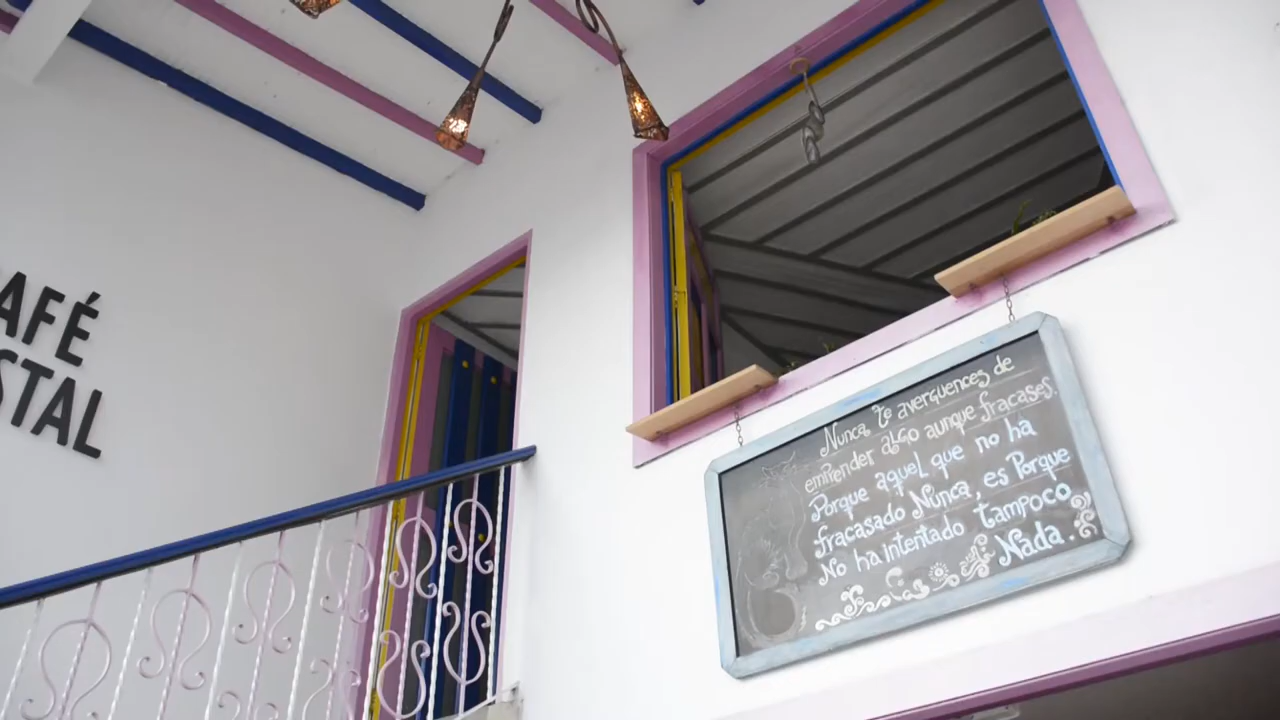 AFÉ
STAL
Nunca te averguences de
emprender algo aunque fracases.
Porque aquel que no ha
fracasado Nunca, es Porque
No ha intentado tampoco
Nada.